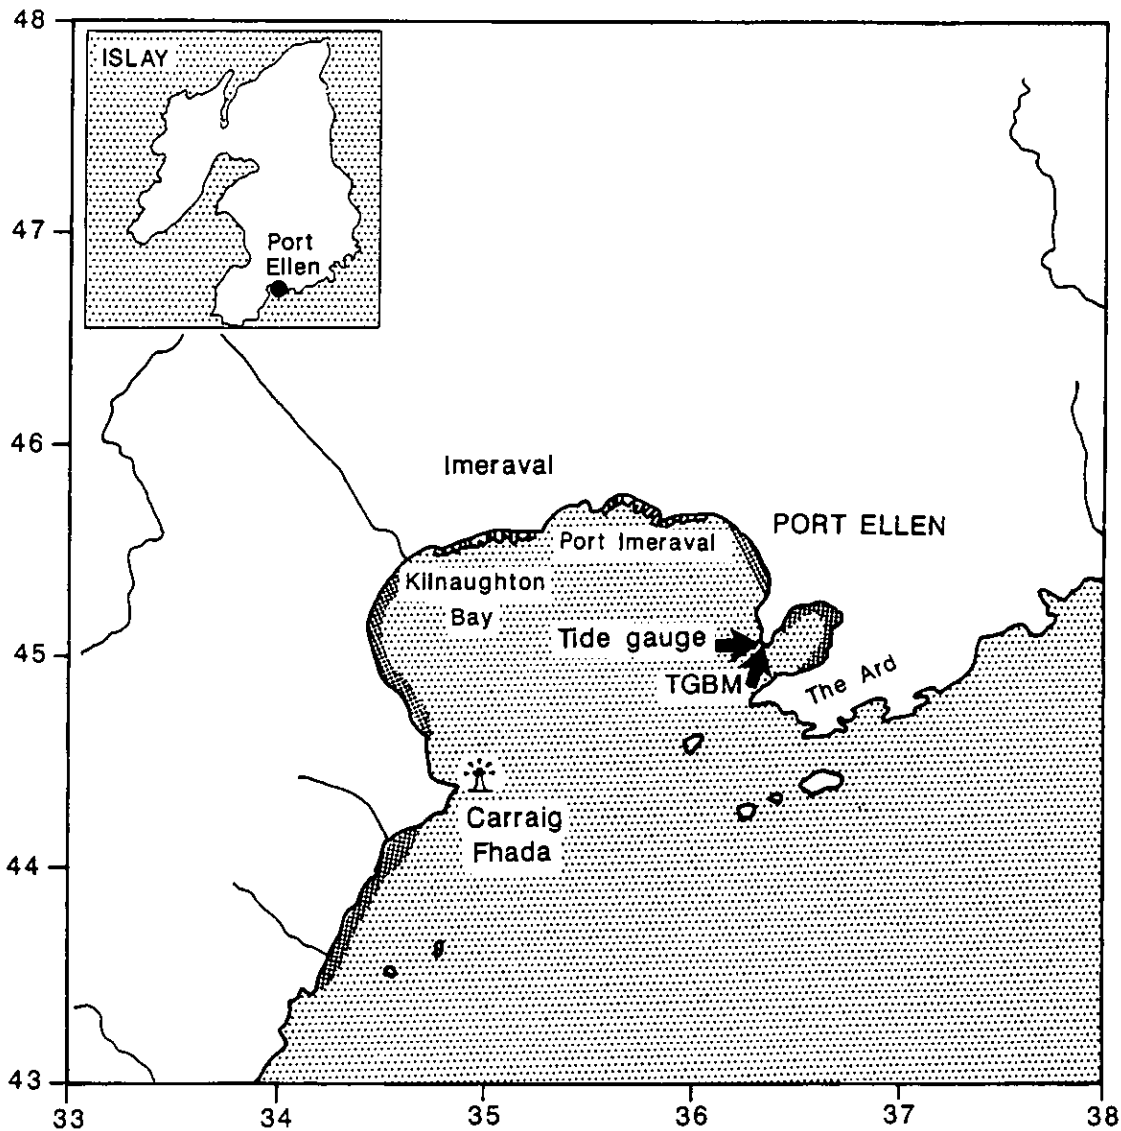 48
ISLAY
47
Port
Ellen
46
Imeraval
PORT ELLEN
Port Imeraval
Kilnaughton
Bay
Tide gauge
45
TGBM
The Ard
Carraig
Fhada
44
43
33 34 35 36 37 38